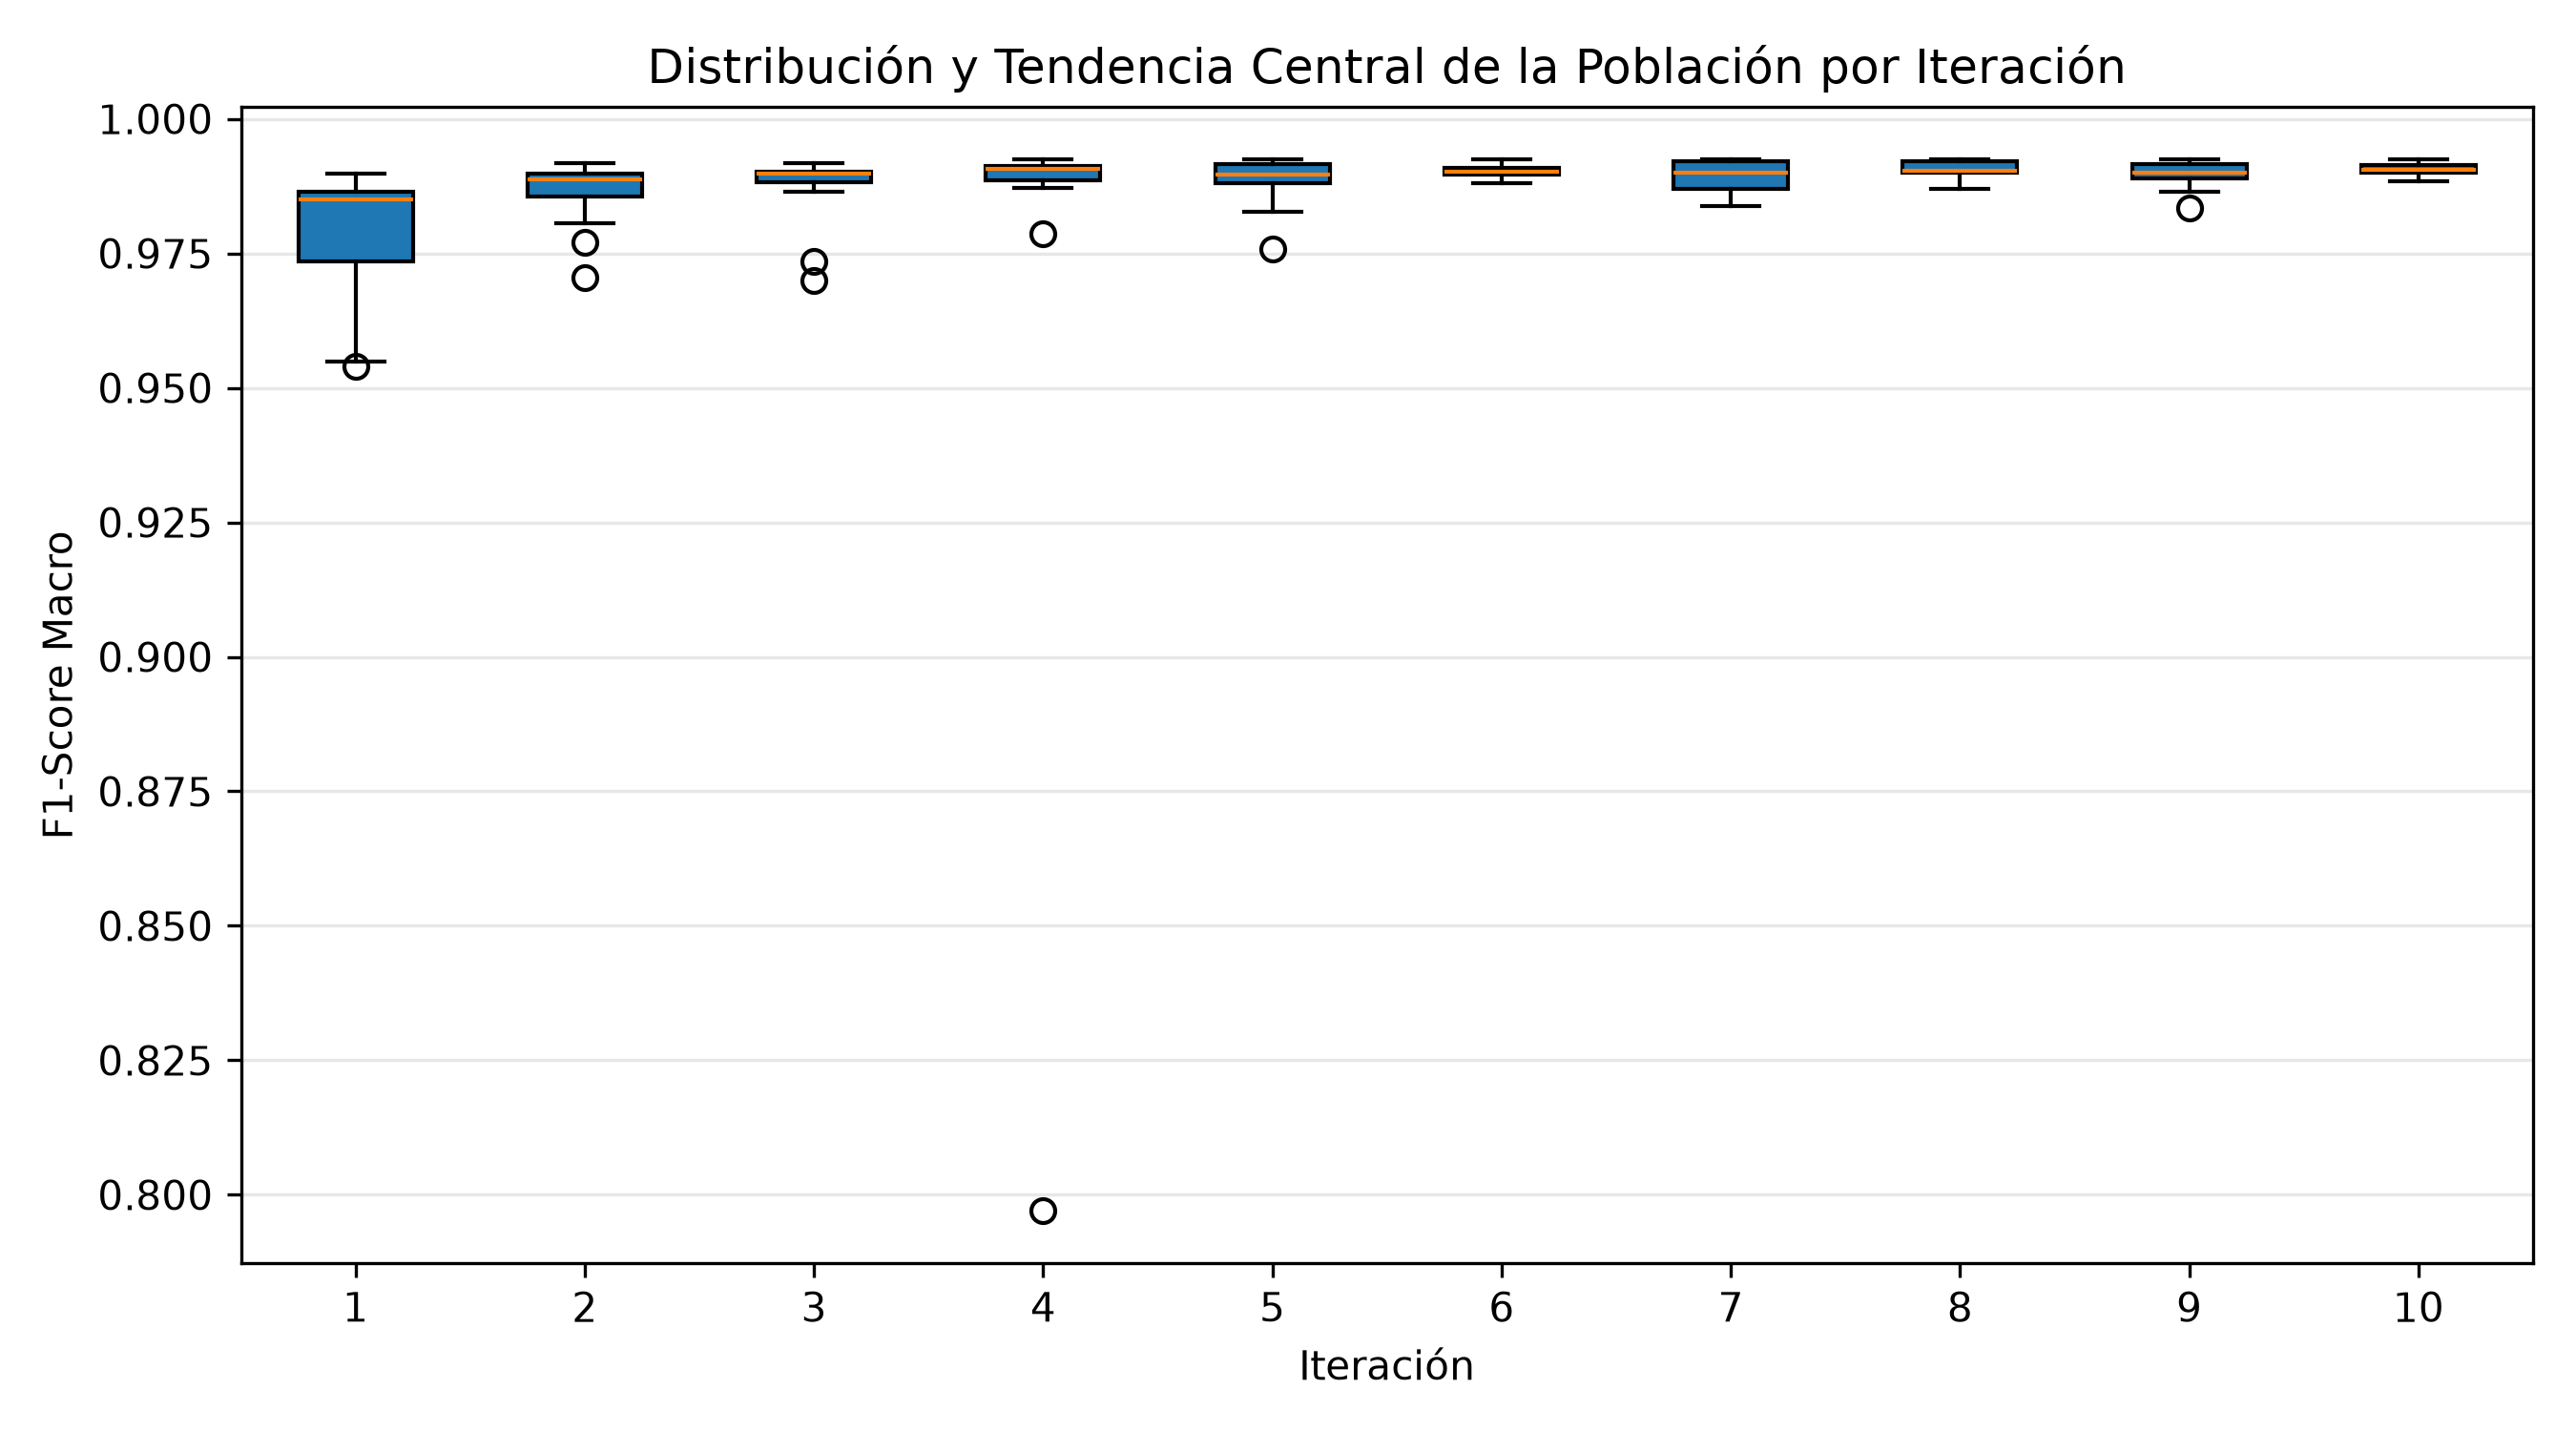 Distribución y Tendencia Central de la Población por Iteración
F1-Score Macro
1.000
0.975
0.950
0.925
0.900
0.875
0.850
0.825
0.800
1 2 3 4 5 6 7 8 9 10
Iteración